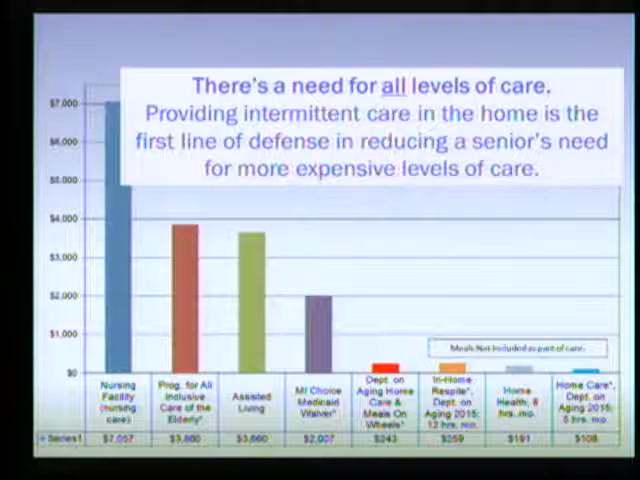 There's a need for all levels of care.
Providing intermittent care in the home is the
first line of defense in reducing a senior's need
for more expensive levels of care.
$7,000
$6,000
$5,000
$4,000
$3,000
$2,000
$1,000
$0
Meals Not Included as part of care.
Nursing
Facility
(nursing
care)
Prog. for All
Inclusive
Care of the
Elderly*
Assisted
Living
MI Choice
Medicaid
Waiver*
Dept. on
Aging Home
Care &
Meals On
Wheels*
In-Home
Respite*,
Dept. on
Aging 2015;
12 hrs. mo.
Home
Health; 8
hrs. mo.
Home Care*,
Dept. on
Aging 2015;
5 hrs. mo.
Series1 $7,057 $2,007 $243 $259 $191 $108